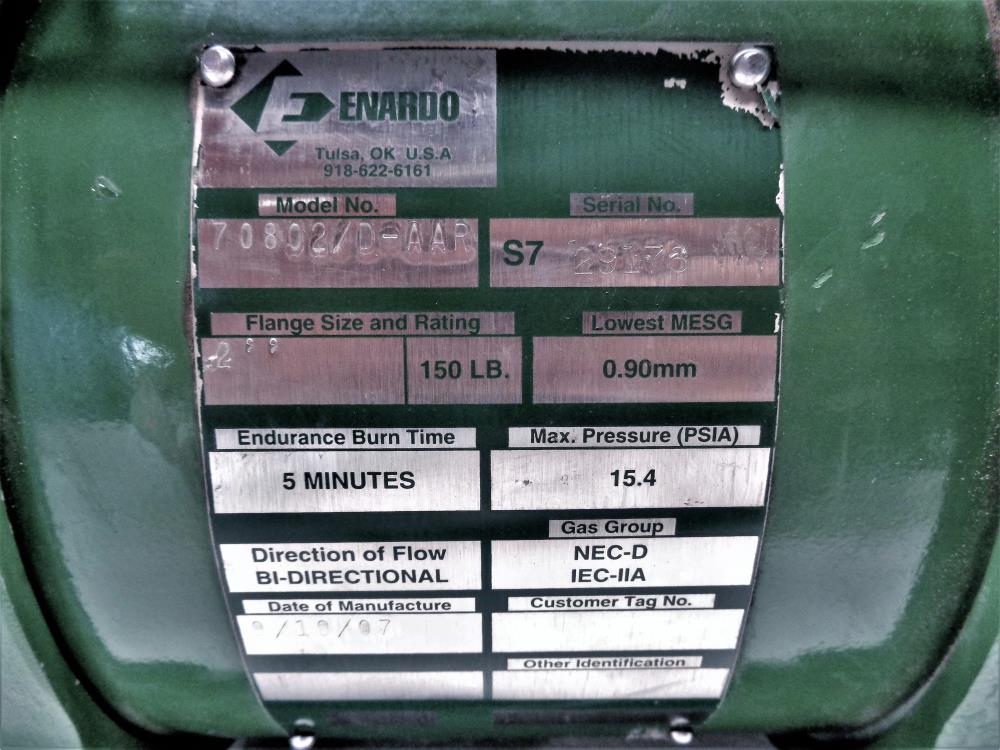 ENARDO
Tulsa, OK U.S.A
918-622-6161
Model No.
Serial No.
S7
Flange Size and Rating
Lowest MESG
2"
150 LB.
0.90mm
Endurance Burn Time
Max. Pressure (PSIA)
5 MINUTES
15.4
Gas Group
Direction of Flow
NEC-D
BI-DIRECTIONAL
IEC-IIA
Date of Manufacture
Customer Tag No.
Other Identification